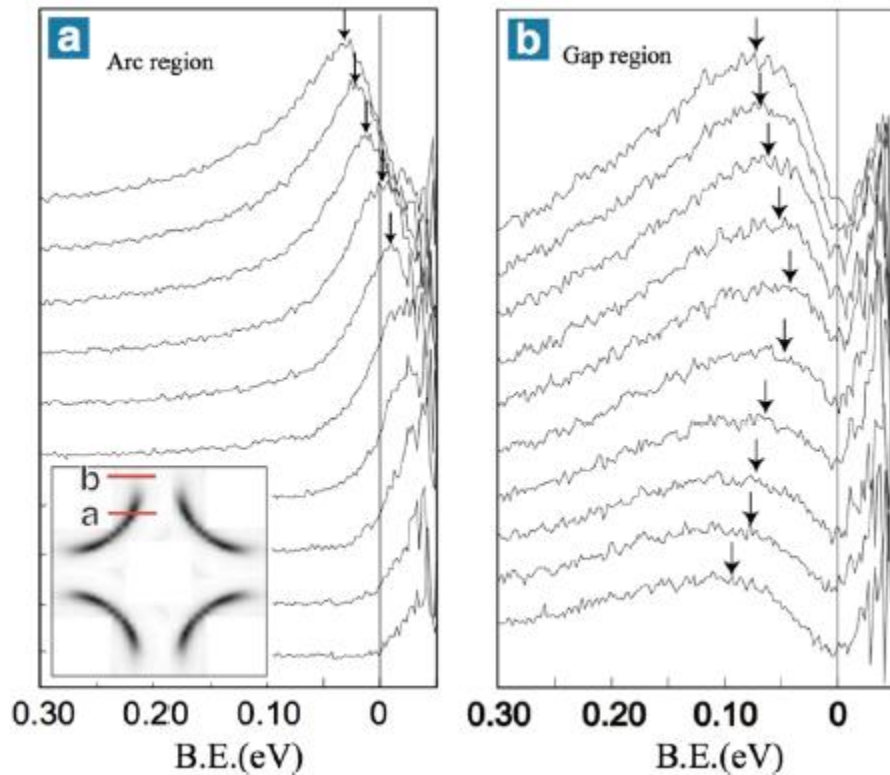 a
Arc region
b
a
0.30
0.20
0.10
0
B.E.(eV)
b
Gap region
0.30
0.20
0.10
0
B.E.(eV)